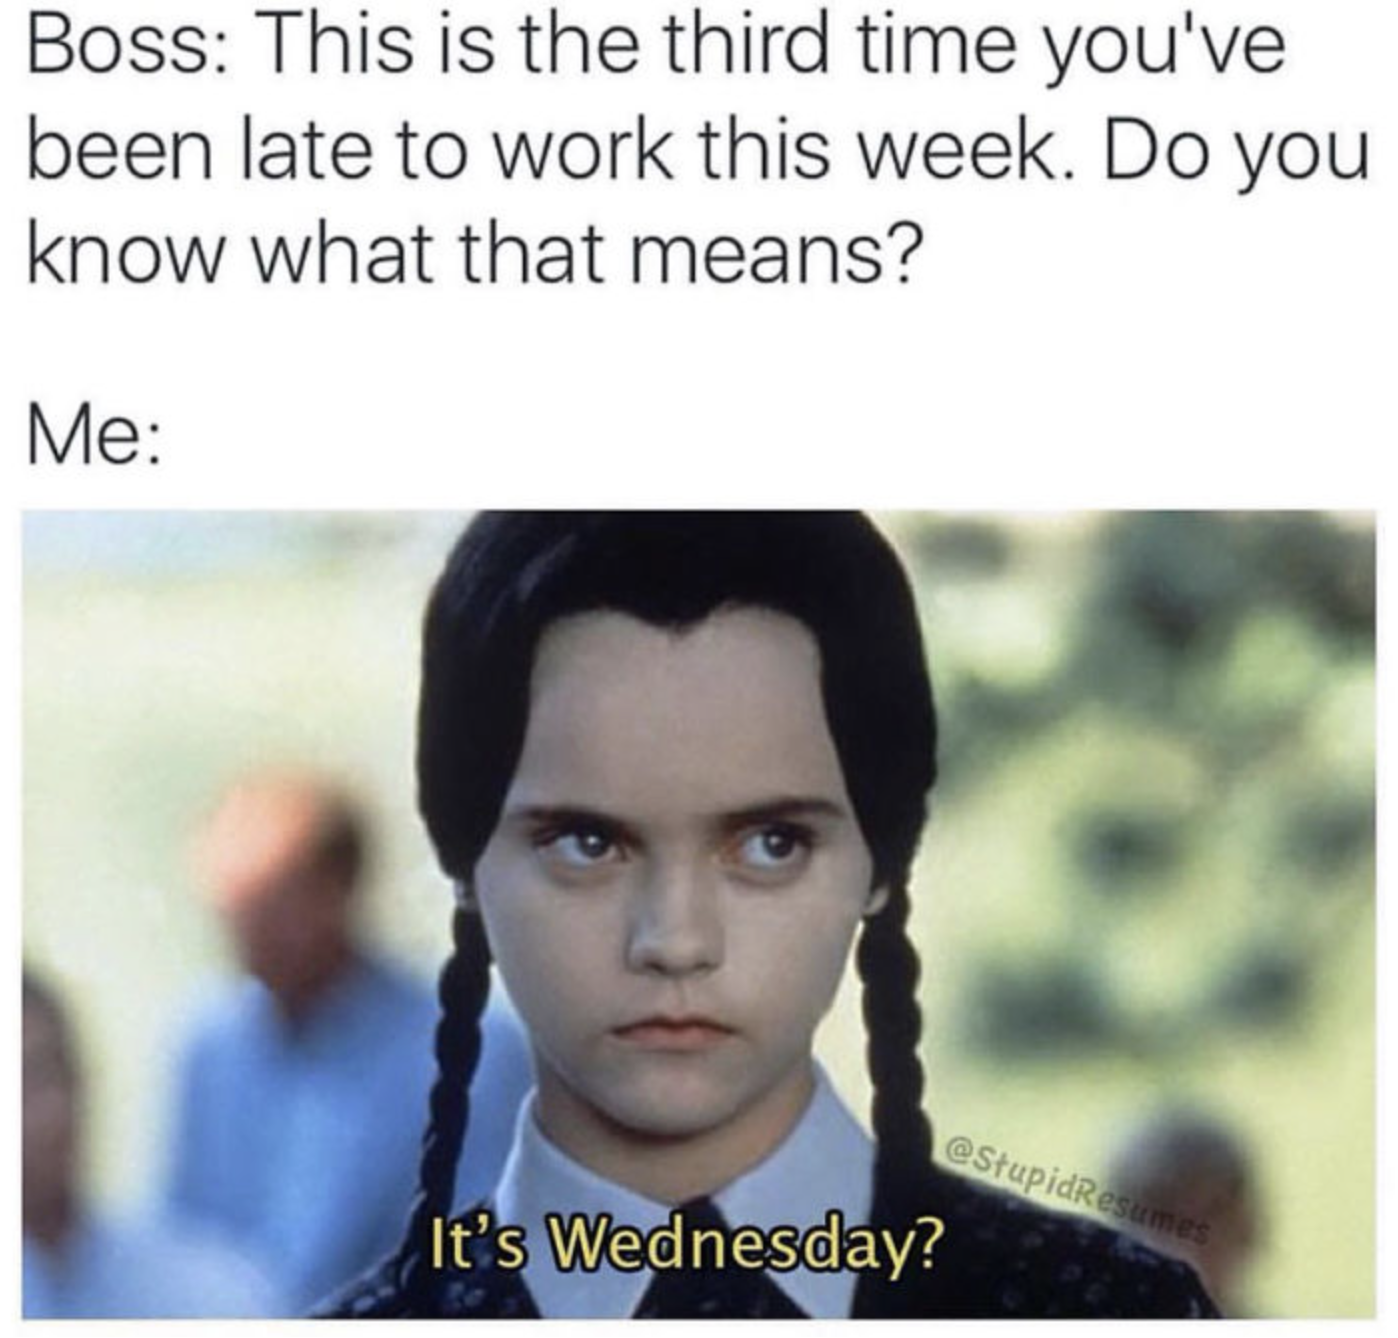 Boss: This is the third time you've
been late to work this week. Do you
know what that means?
Me:
@StupidResumes
It's Wednesday?